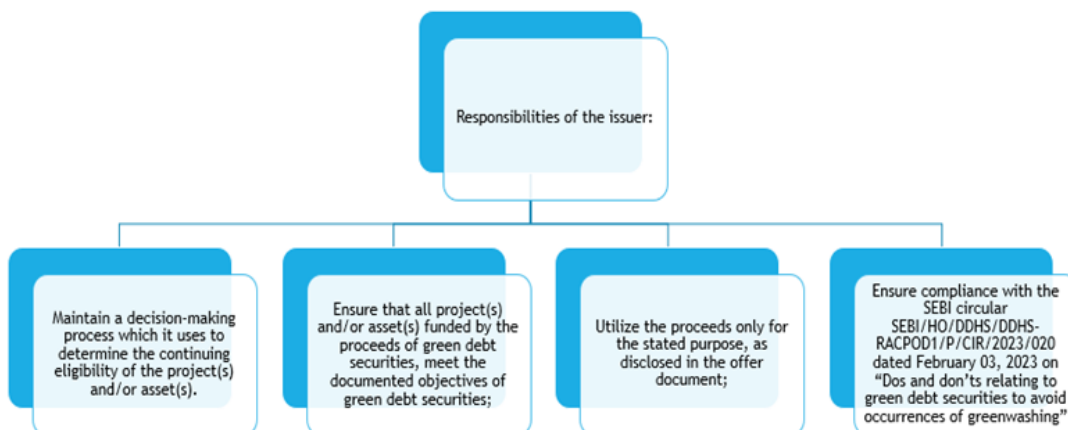 Responsibilities of the issuer:
Maintain a decision-making
process which it uses to
determine the continuing
eligibility of the project(s)
and/or asset(s).
Ensure that all project(s)
and/or asset(s) funded by the
proceeds of green debt
securities, meet the
documented objectives of
green debt securities;
Utilize the proceeds only for
the stated purpose, as
disclosed in the offer
document;
Ensure compliance with the
SEBI circular
SEBI/HO/DDHS/DDHS-
RACPOD1/P/CIR/2023/020
dated February 03, 2023 on
“Dos and don’ts relating to
green debt securities to avoid
occurrences of greenwashing”